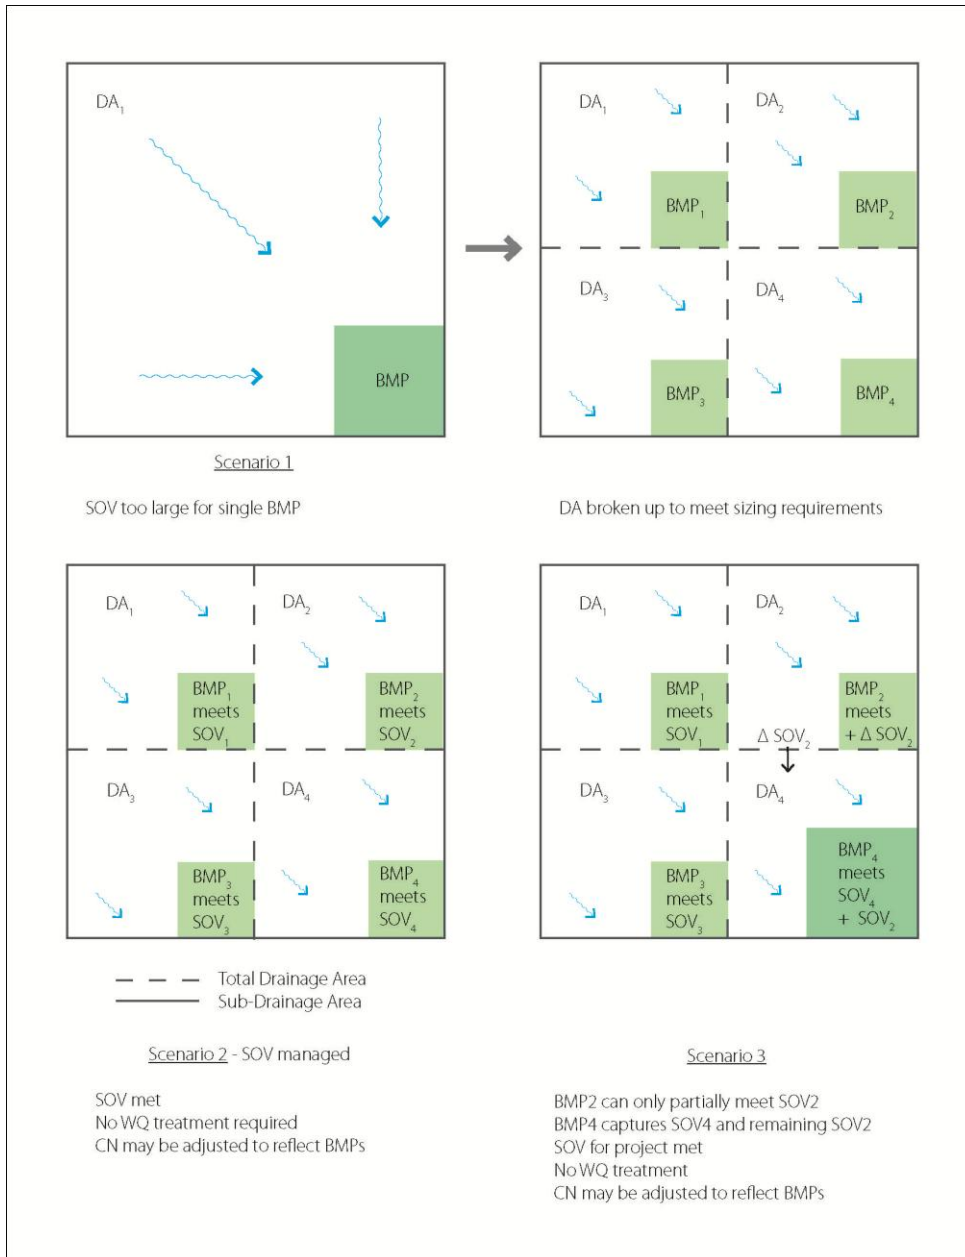 DA₁
BMP
Scenario 1
SOV too large for single BMP
DA₁
DA₂
BMP₁
BMP₂
DA₃
DA₄
BMP₃
BMP₄
DA broken up to meet sizing requirements
DA₁
DA₂
BMP₁
meets
SOV₁
BMP₂
meets
SOV₂
DA₃
DA₄
BMP₃
meets
SOV₃
BMP₄
meets
SOV₄
Total Drainage Area
Sub-Drainage Area
Scenario 2 - SOV managed
SOV met
No WQ treatment required
CN may be adjusted to reflect BMPs
DA₁
DA₂
BMP₁
meets
SOV₁
BMP₂
meets
+ Δ SOV₂
Δ SOV₂
DA₃
DA₄
BMP₃
meets
SOV₃
BMP₄
meets
SOV₄
+ SOV₂
Scenario 3
BMP2 can only partially meet SOV2
BMP4 captures SOV4 and remaining SOV2
SOV for project met
No WQ treatment
CN may be adjusted to reflect BMPs